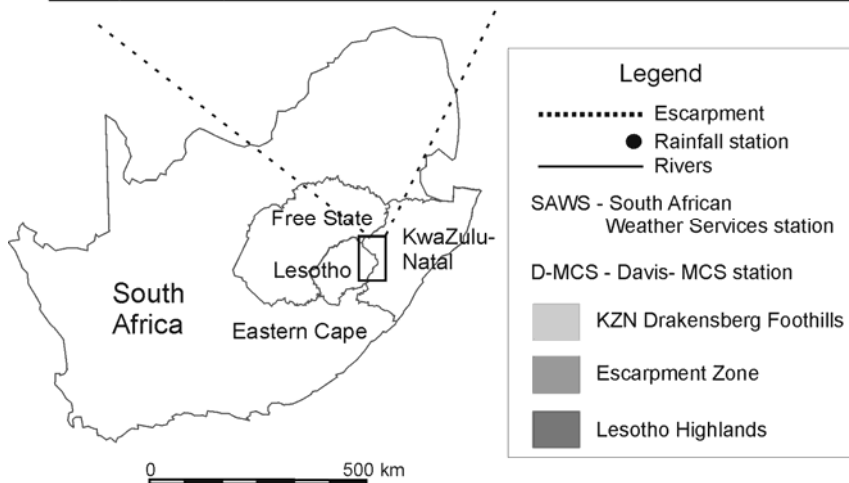 Free State
KwaZulu-
Natal
Lesotho
South
Africa
Eastern Cape
0 500 km
Legend
Escarpment
Rainfall station
Rivers
SAWS - South African
Weather Services station
D-MCS - Davis- MCS station
KZN Drakensberg Foothills
Escarpment Zone
Lesotho Highlands